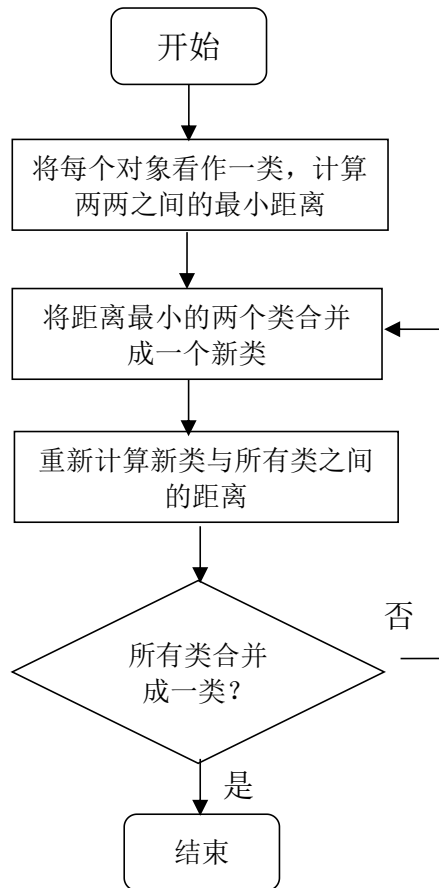 开始
将每个对象看作一类，计算
两两之间的最小距离
将距离最小的两个类合并
成一个新类
重新计算新类与所有类之间
的距离
所有类合并
成一类？
否
是
结束